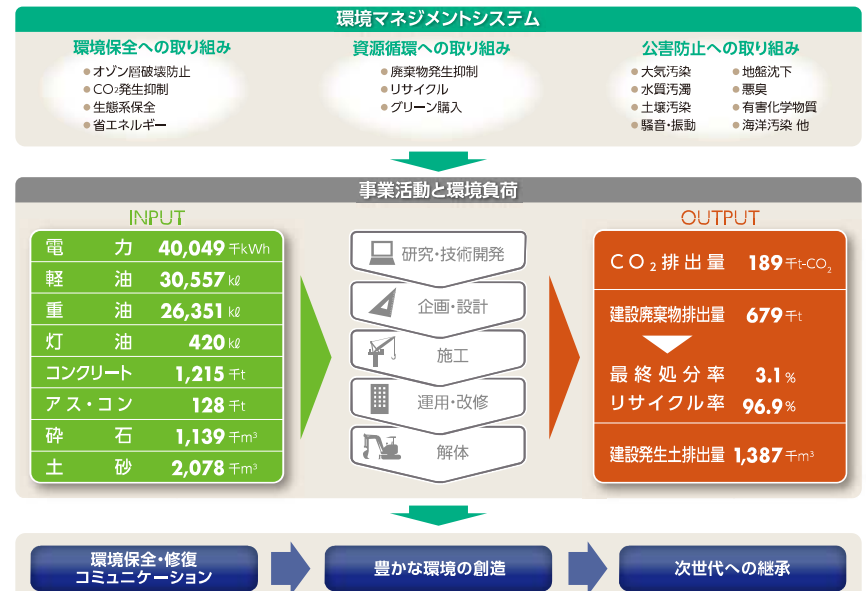 環境マネジメントシステム
環境保全への取り組み
●オゾン層破壊防止
●CO₂発生抑制
●生態系保全
●省エネルギー
資源循環への取り組み
●廃棄物発生抑制
●リサイクル
●グリーン購入
公害防止への取り組み
●大気汚染
●水質汚濁
●土壌汚染
●騒音・振動
●地盤沈下
●悪臭
●有害化学物質
●海洋汚染 他
事業活動と環境負荷
INPUT
電力 40,049 千kWh
軽油 30,557 kℓ
重油 26,351 kℓ
灯油 420 kℓ
コンクリート 1,215 千t
アス・コン 128 千t
砕石 1,139 千m³
土砂 2,078 千m³
研究・技術開発
企画・設計
施工
運用・改修
解体
OUTPUT
CO₂排出量 189 千t-CO₂
建設廃棄物排出量 679 千t
最終処分率 3.1 %
リサイクル率 96.9 %
建設発生土排出量 1,387 千m³
環境保全・修復
コミュニケーション
豊かな環境の創造
次世代への継承